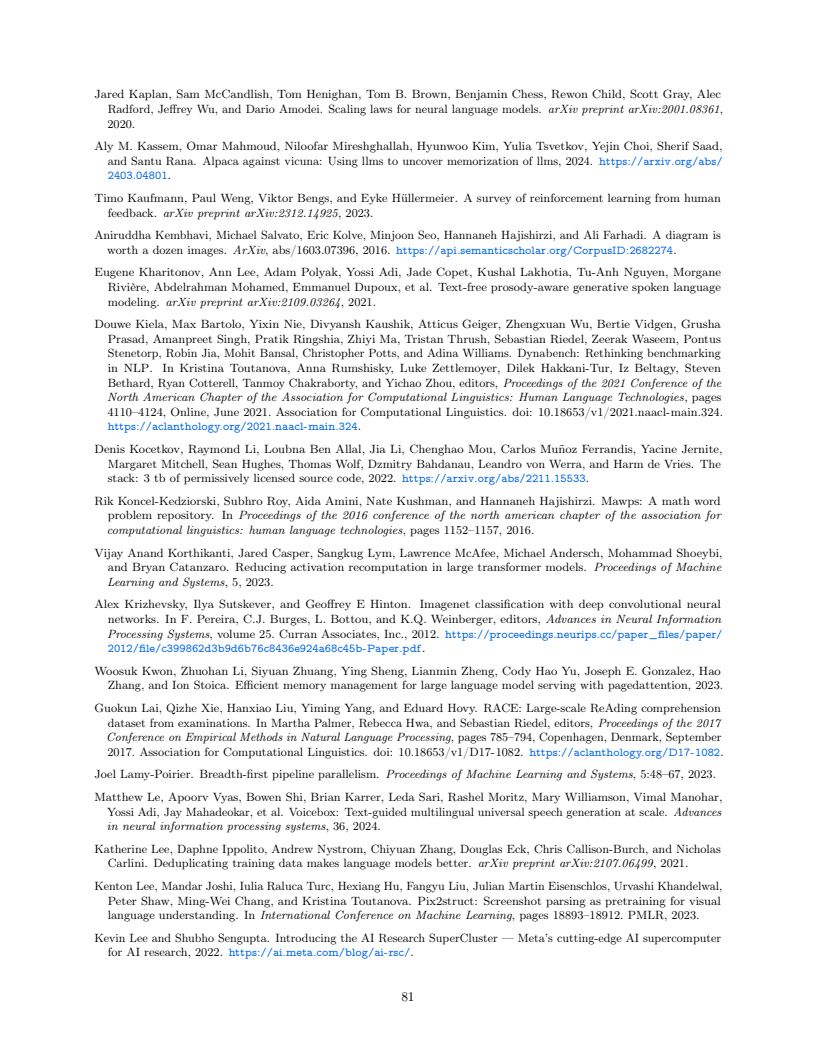 Jared Kaplan, Sam McCandlish, Tom Henighan, Tom B. Brown, Benjamin Chess, Rewon Child, Scott Gray, Alec
Radford, Jeffrey Wu, and Dario Amodei. Scaling laws for neural language models. arXiv preprint arXiv:2001.08361,
2020.
Aly M. Kassem, Omar Mahmoud, Niloofar Mireshghallah, Hyunwoo Kim, Yulia Tsvetkov, Yejin Choi, Sherif Saad,
and Santu Rana. Alpaca against vicuna: Using llms to uncover memorization of llms, 2024. https://arxiv.org/abs/
2403.04801.
Timo Kaufmann, Paul Weng, Viktor Bengs, and Eyke Hüllermeier. A survey of reinforcement learning from human
feedback. arXiv preprint arXiv:2312.14925, 2023.
Aniruddha Kembhavi, Michael Salvato, Eric Kolve, Minjoon Seo, Hannaneh Hajishirzi, and Ali Farhadi. A diagram is
worth a dozen images. ArXiv, abs/1603.07396, 2016. https://api.semanticscholar.org/CorpusID:2682274.
Eugene Kharitonov, Ann Lee, Adam Polyak, Yossi Adi, Jade Copet, Kushal Lakhotia, Tu-Anh Nguyen, Morgane
Rivière, Abdelrahman Mohamed, Emmanuel Dupoux, et al. Text-free prosody-aware generative spoken language
modeling. arXiv preprint arXiv:2109.03264, 2021.
Douwe Kiela, Max Bartolo, Yixin Nie, Divyansh Kaushik, Atticus Geiger, Zhengxuan Wu, Bertie Vidgen, Grusha
Prasad, Amanpreet Singh, Pratik Ringshia, Zhiyi Ma, Tristan Thrush, Sebastian Riedel, Zeerak Waseem, Pontus
Stenetorp, Robin Jia, Mohit Bansal, Christopher Potts, and Adina Williams. Dynabench: Rethinking benchmarking
in NLP. In Kristina Toutanova, Anna Rumshisky, Luke Zettlemoyer, Dilek Hakkani-Tur, Iz Beltagy, Steven
Bethard, Ryan Cotterell, Tanmoy Chakraborty, and Yichao Zhou, editors, Proceedings of the 2021 Conference of the
North American Chapter of the Association for Computational Linguistics: Human Language Technologies, pages
4110–4124, Online, June 2021. Association for Computational Linguistics. doi: 10.18653/v1/2021.naacl-main.324.
https://aclanthology.org/2021.naacl-main.324.
Denis Kocetkov, Raymond Li, Loubna Ben Allal, Jia Li, Chenghao Mou, Carlos Muñoz Ferrandis, Yacine Jernite,
Margaret Mitchell, Sean Hughes, Thomas Wolf, Dzmitry Bahdanau, Leandro von Werra, and Harm de Vries. The
stack: 3 tb of permissively licensed source code, 2022. https://arxiv.org/abs/2211.15533.
Rik Koncel-Kedziorski, Subhro Roy, Aida Amini, Nate Kushman, and Hannaneh Hajishirzi. Mawps: A math word
problem repository. In Proceedings of the 2016 conference of the north american chapter of the association for
computational linguistics: human language technologies, pages 1152–1157, 2016.
Vijay Anand Korthikanti, Jared Casper, Sangkug Lym, Lawrence McAfee, Michael Andersch, Mohammad Shoeybi,
and Bryan Catanzaro. Reducing activation recomputation in large transformer models. Proceedings of Machine
Learning and Systems, 5, 2023.
Alex Krizhevsky, Ilya Sutskever, and Geoffrey E Hinton. Imagenet classification with deep convolutional neural
networks. In F. Pereira, C.J. Burges, L. Bottou, and K.Q. Weinberger, editors, Advances in Neural Information
Processing Systems, volume 25. Curran Associates, Inc., 2012. https://proceedings.neurips.cc/paper_files/paper/
2012/file/c399862d3b9d6b76c8436e924a68c45b-Paper.pdf.
Woosuk Kwon, Zhuohan Li, Siyuan Zhuang, Ying Sheng, Lianmin Zheng, Cody Hao Yu, Joseph E. Gonzalez, Hao
Zhang, and Ion Stoica. Efficient memory management for large language model serving with pagedattention, 2023.
Guokun Lai, Qizhe Xie, Hanxiao Liu, Yiming Yang, and Eduard Hovy. RACE: Large-scale ReAding comprehension
dataset from examinations. In Martha Palmer, Rebecca Hwa, and Sebastian Riedel, editors, Proceedings of the 2017
Conference on Empirical Methods in Natural Language Processing, pages 785–794, Copenhagen, Denmark, September
2017. Association for Computational Linguistics. doi: 10.18653/v1/D17-1082. https://aclanthology.org/D17-1082.
Joel Lamy-Poirier. Breadth-first pipeline parallelism. Proceedings of Machine Learning and Systems, 5:48–67, 2023.
Matthew Le, Apoorv Vyas, Bowen Shi, Brian Karrer, Leda Sari, Rashel Moritz, Mary Williamson, Vimal Manohar,
Yossi Adi, Jay Mahadeokar, et al. Voicebox: Text-guided multilingual universal speech generation at scale. Advances
in neural information processing systems, 36, 2024.
Katherine Lee, Daphne Ippolito, Andrew Nystrom, Chiyuan Zhang, Douglas Eck, Chris Callison-Burch, and Nicholas
Carlini. Deduplicating training data makes language models better. arXiv preprint arXiv:2107.06499, 2021.
Kenton Lee, Mandar Joshi, Iulia Raluca Turc, Hexiang Hu, Fangyu Liu, Julian Martin Eisenschlos, Urvashi Khandelwal,
Peter Shaw, Ming-Wei Chang, and Kristina Toutanova. Pix2struct: Screenshot parsing as pretraining for visual
language understanding. In International Conference on Machine Learning, pages 18893–18912. PMLR, 2023.
Kevin Lee and Shubho Sengupta. Introducing the AI Research SuperCluster — Meta's cutting-edge AI supercomputer
for AI research, 2022. https://ai.meta.com/blog/ai-rsc/.
81